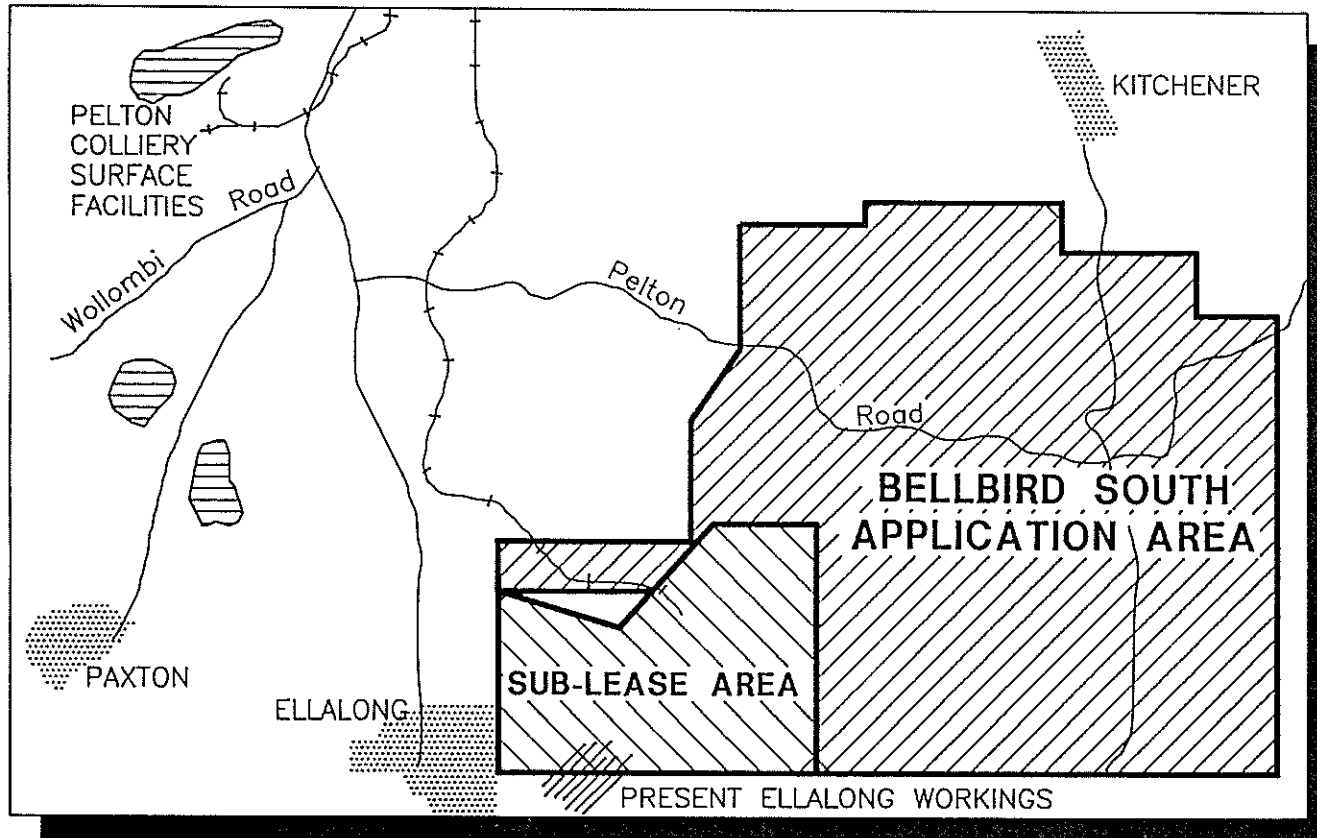 KITCHENER
PELTON
COLLIERY
SURFACE
FACILITIES
Road
Wollombi
Pelton
Road
BELLBIRD SOUTH
APPLICATION AREA
PAXTON
SUB-LEASE AREA
ELLALONG
PRESENT ELLALONG WORKINGS